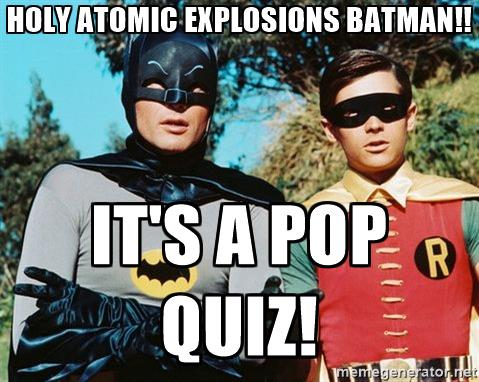 HOLY ATOMIC EXPLOSIONS BATMAN!!
IT'S A POP
R
QUIZ!
memegenerator.net